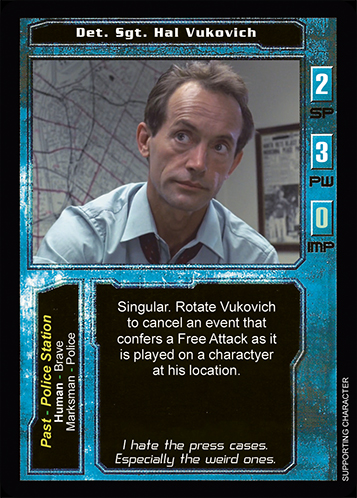 Det. Sgt. Hal Vukovich
2
SP
3
PW
0
IMP
Past - Police Station
Human - Brave
Marksman - Police
Singular. Rotate Vukovich
to cancel an event that
confers a Free Attack as it
is played on a charactyer
at his location.
I hate the press cases.
Especially the weird ones.
SUPPORTING CHARACTER